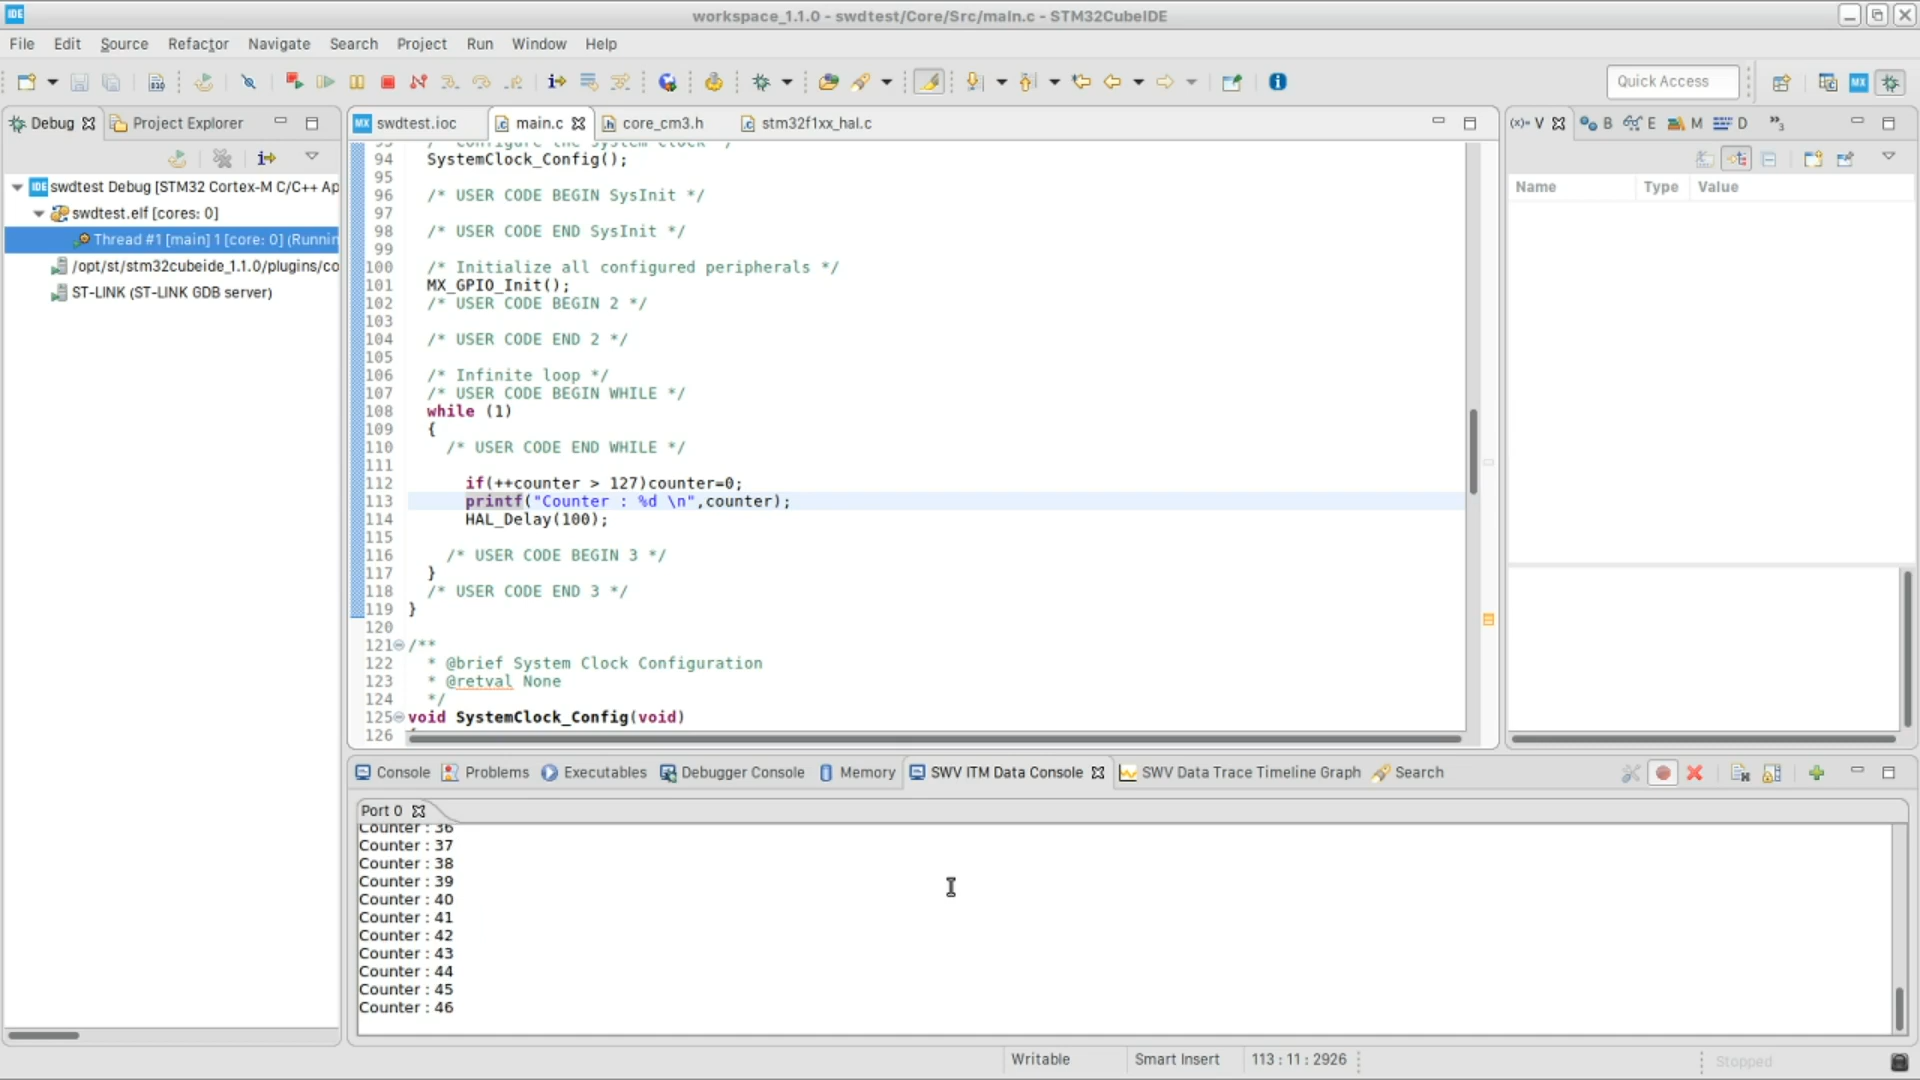 IDE
workspace_1.1.0 - swdtest/Core/Src/main.c - STM32CubeIDE
File Edit Source Refactor Navigate Search Project Run Window Help
Quick Access
Debug Project Explorer
swdtest.ioc main.c core_cm3.h stm32f1xx_hal.c
(x)= V B E M D »3
swdtest Debug [STM32 Cortex-M C/C++ Ap
swdtest.elf [cores: 0]
Thread #1 [main] 1 [core: 0] (Runnin
/opt/st/stm32cubeide_1.1.0/plugins/co
ST-LINK (ST-LINK GDB server)
Name Type Value
94 SystemClock_Config();
95
96 /* USER CODE BEGIN SysInit */
97
98 /* USER CODE END SysInit */
99
100 /* Initialize all configured peripherals */
101 MX_GPIO_Init();
102 /* USER CODE BEGIN 2 */
103
104 /* USER CODE END 2 */
105
106 /* Infinite loop */
107 /* USER CODE BEGIN WHILE */
108 while (1)
109 {
110 /* USER CODE END WHILE */
111
112 if(++counter > 127)counter=0;
113 printf("Counter : %d \n",counter);
114 HAL_Delay(100);
115
116 /* USER CODE BEGIN 3 */
117 }
118 /* USER CODE END 3 */
119 }
120
121 /**
122 * @brief System Clock Configuration
123 * @retval None
124 */
125 void SystemClock_Config(void)
126
Console Problems Executables Debugger Console Memory SWV ITM Data Console SWV Data Trace Timeline Graph Search
Port 0
Counter : 36
Counter : 37
Counter : 38
Counter : 39
Counter : 40
Counter : 41
Counter : 42
Counter : 43
Counter : 44
Counter : 45
Counter : 46
Writable Smart Insert 113 : 11 : 2926 Stopped